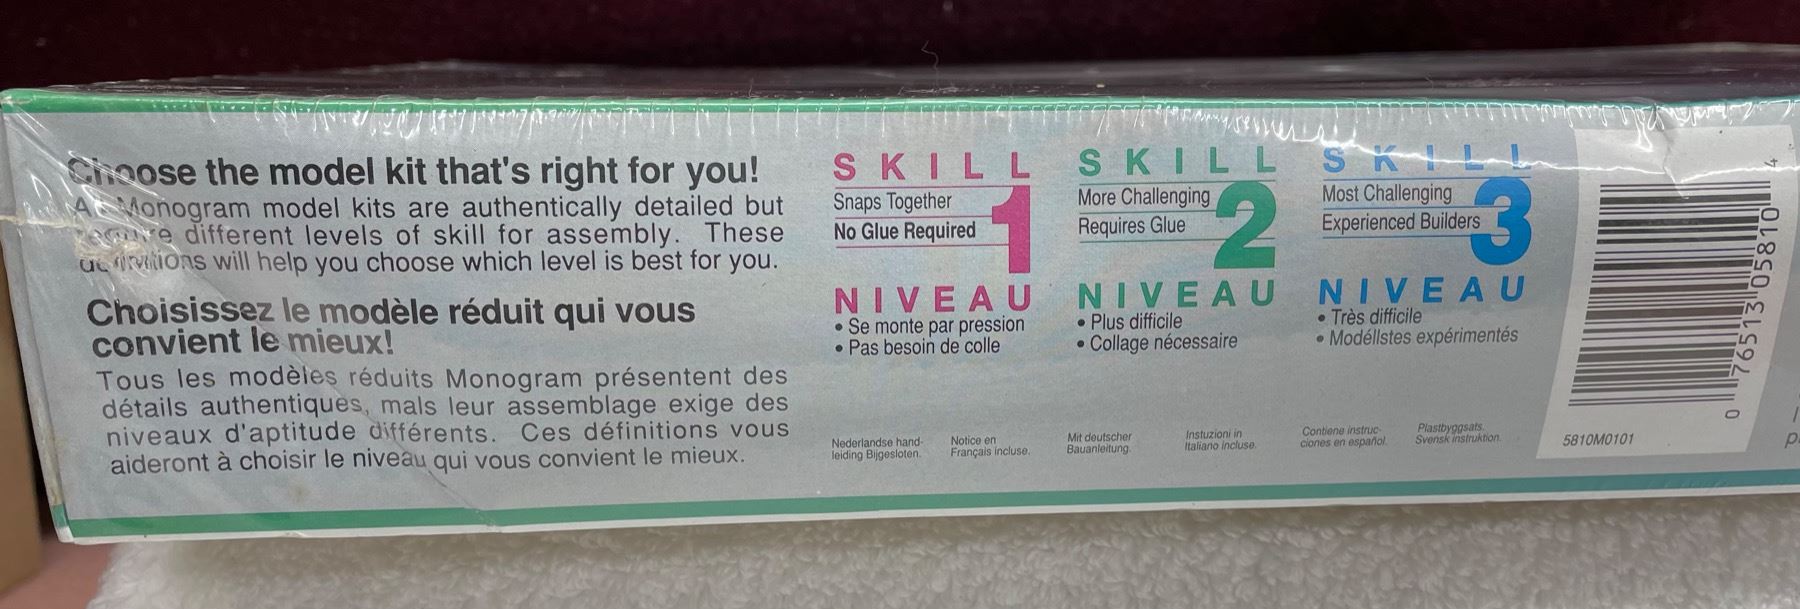 Choose the model kit that's right for you!
All Monogram model kits are authentically detailed but
require different levels of skill for assembly. These
definitions will help you choose which level is best for you.
Choisissez le modèle réduit qui vous
convient le mieux!
Tous les modèles réduits Monogram présentent des
détails authentiques, mals leur assemblage exige des
niveaux d'aptitude différents. Ces définitions vous
aideront à choisir le niveau qui vous convient le mieux.
SKILL
Snaps Together
No Glue Required
1
NIVEAU
• Se monte par pression
• Pas besoin de colle
SKILL
More Challenging
Requires Glue
2
NIVEAU
• Plus difficile
• Collage nécessaire
SKILL
Most Challenging
Experienced Builders
3
NIVEAU
• Très difficile
• Modéllstes expérimentés
Nederlandse hand-
leiding Bijgesloten.
Notice en
Français incluse.
Mit deutscher
Bauanleitung.
Instuzioni in
Italiano incluse.
Contiene instruc-
ciones en español.
Plastbyggsats.
Svensk instruktion.
0 76513 05810 4
5810M0101